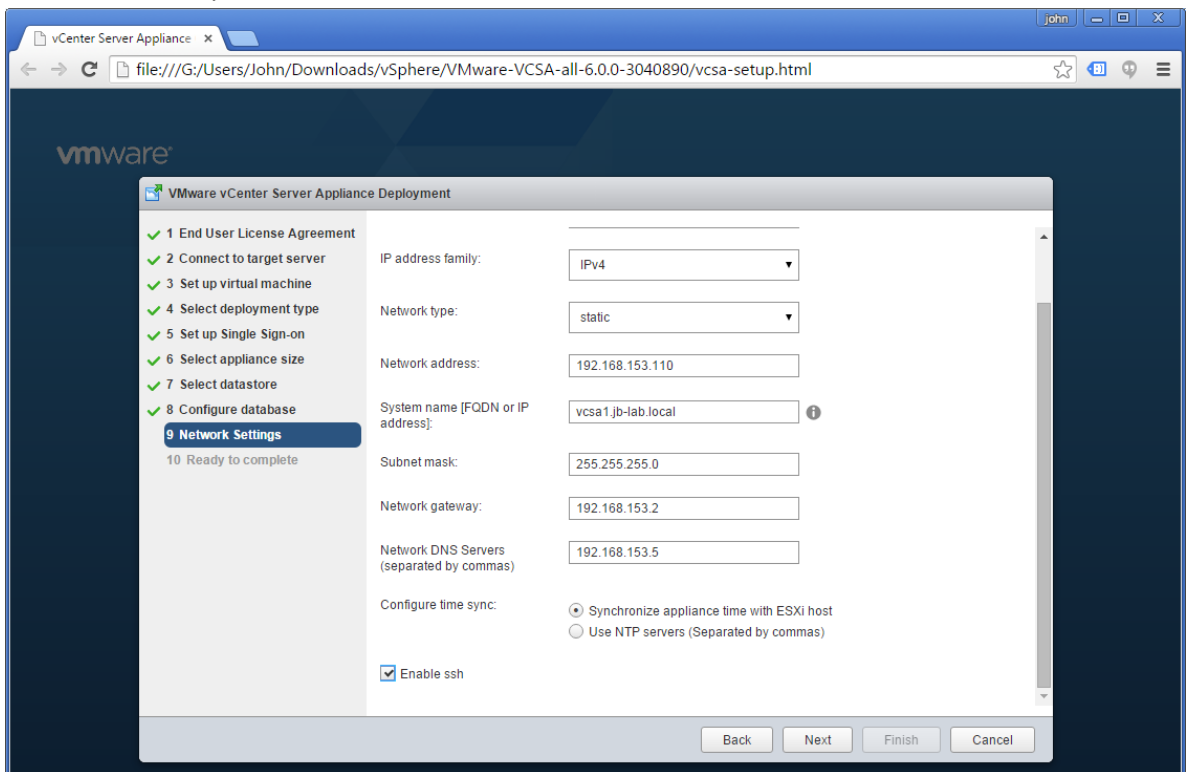 john
vCenter Server Appliance
file:///G:/Users/John/Downloads/vSphere/VMware-VCSA-all-6.0.0-3040890/vcsa-setup.html
vmware®
VMware vCenter Server Appliance Deployment
1 End User License Agreement
2 Connect to target server
3 Set up virtual machine
4 Select deployment type
5 Set up Single Sign-on
6 Select appliance size
7 Select datastore
8 Configure database
9 Network Settings
10 Ready to complete
IP address family: IPv4
Network type: static
Network address: 192.168.153.110
System name [FQDN or IP
address]: vcsa1.jb-lab.local
Subnet mask: 255.255.255.0
Network gateway: 192.168.153.2
Network DNS Servers
(separated by commas) 192.168.153.5
Configure time sync: Synchronize appliance time with ESXi host
Use NTP servers (Separated by commas)
Enable ssh
Back Next Finish Cancel